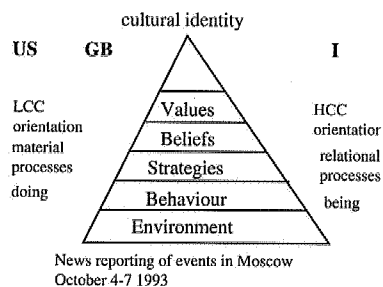 cultural identity
US GB I
Values
Beliefs
Strategies
Behaviour
Environment
LCC
orientation
material
processes
doing
HCC
orientatior
relational
processes
being
News reporting of events in Moscow
October 4-7 1993